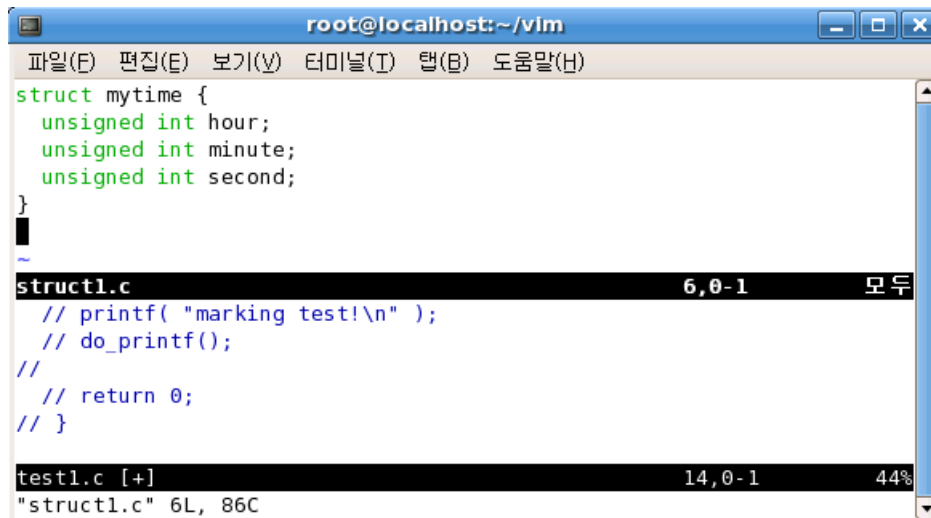 root@localhost:~/vim
파일(F) 편집(E) 보기(V) 터미널(T) 탭(B) 도움말(H)
struct mytime {
  unsigned int hour;
  unsigned int minute;
  unsigned int second;
}
~
struct1.c 6,0-1 모두
  // printf( "marking test!\n" );
  // do_printf();
//
  // return 0;
// }
test1.c [+] 14,0-1 44%
"struct1.c" 6L, 86C